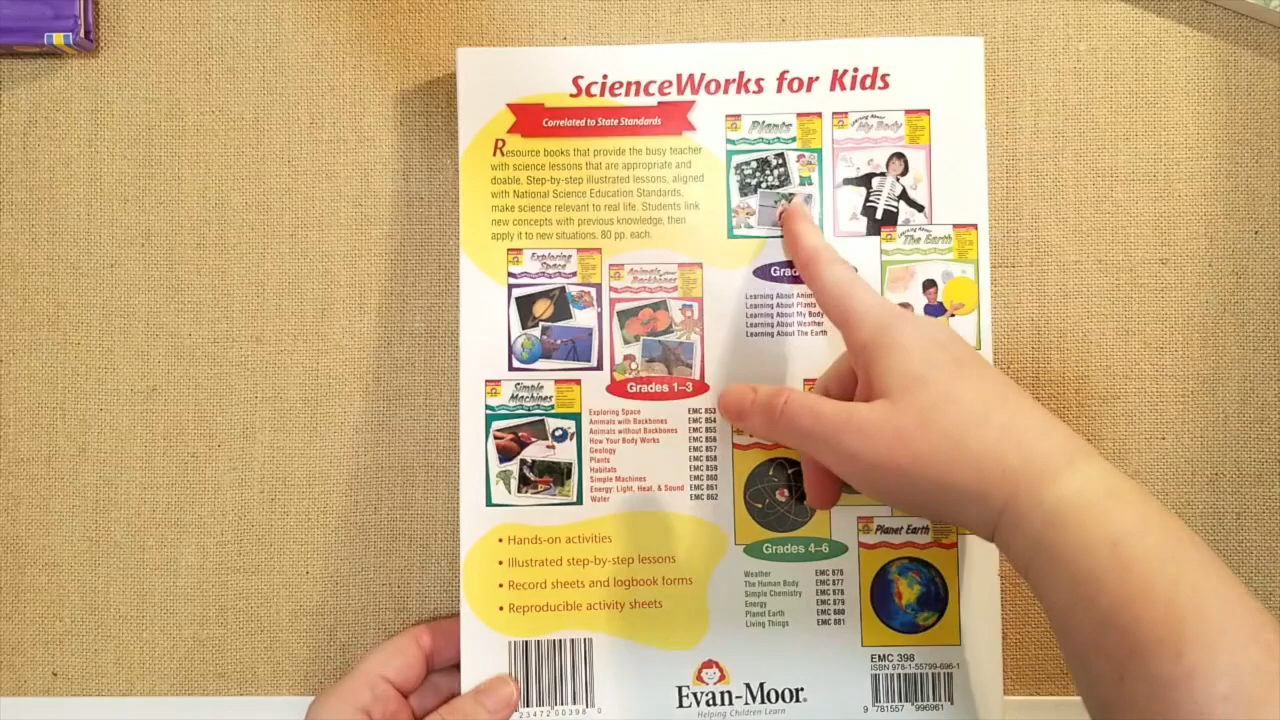 ScienceWorks for Kids
Correlated to State Standards
Resource books that provide the busy teacher
with science lessons that are appropriate and
doable. Step-by-step illustrated lessons, aligned
with National Science Education Standards,
make science relevant to real life. Students link
new concepts with previous knowledge, then
apply it to new situations. 80 pp. each.
Plants
Learning About
My Body
Learning About
The Earth
Learning About
Learning About Plants
Learning About My Body
Learning About Weather
Learning About The Earth
Exploring
Space
Animals
Backbones
Simple
Machines
Grades 1–3
Exploring Space EMC 853
Animals with Backbones EMC 854
Animals without Backbones EMC 855
How Your Body Works EMC 856
Geology EMC 857
Plants EMC 858
Habitats EMC 859
Simple Machines EMC 860
Energy: Light, Heat, & Sound EMC 861
Water EMC 862
Grades 4–6
Weather EMC 876
The Human Body EMC 877
Simple Chemistry EMC 878
Energy EMC 879
Planet Earth EMC 880
Living Things EMC 881
Planet Earth
• Hands-on activities
• Illustrated step-by-step lessons
• Record sheets and logbook forms
• Reproducible activity sheets
23472 00398 0
Evan-Moor®
Helping Children Learn
EMC 398
ISBN 978-1-55799-696-1
9 781557 996961